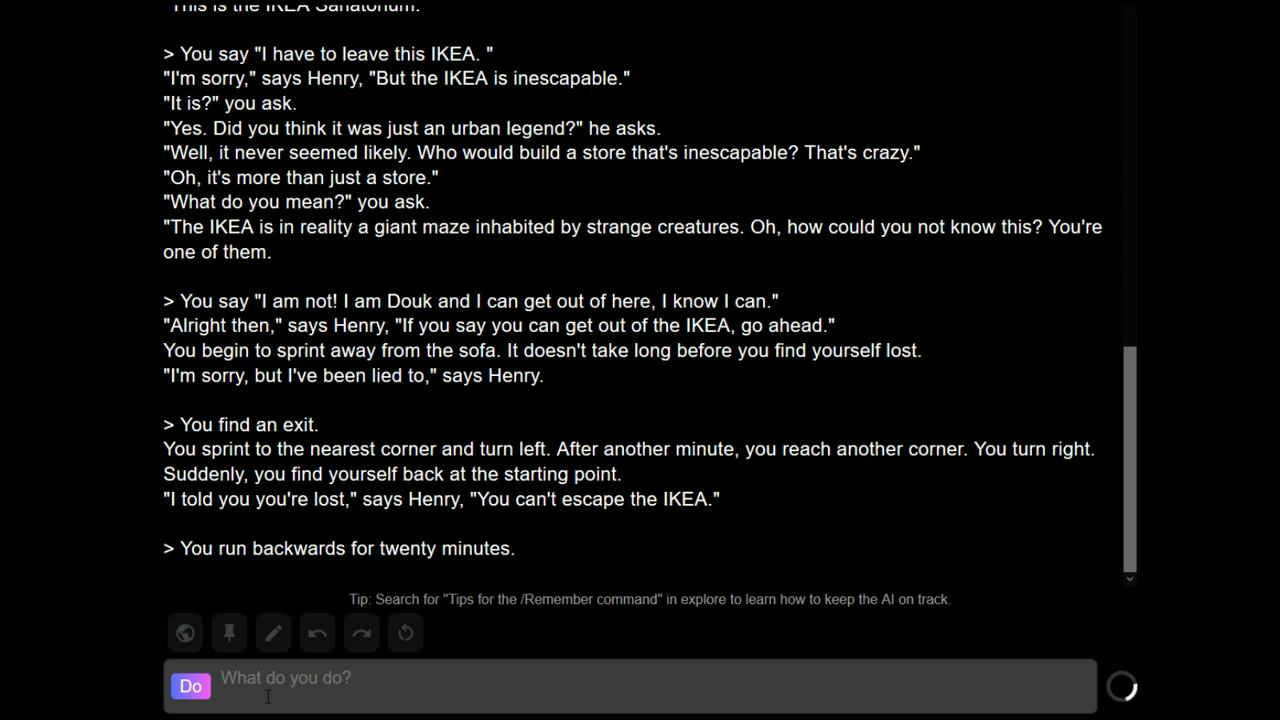 This is the IKEA Sanatorium.
> You say "I have to leave this IKEA. "
"I'm sorry," says Henry, "But the IKEA is inescapable."
"It is?" you ask.
"Yes. Did you think it was just an urban legend?" he asks.
"Well, it never seemed likely. Who would build a store that's inescapable? That's crazy."
"Oh, it's more than just a store."
"What do you mean?" you ask.
"The IKEA is in reality a giant maze inhabited by strange creatures. Oh, how could you not know this? You're
one of them.
> You say "I am not! I am Douk and I can get out of here, I know I can."
"Alright then," says Henry, "If you say you can get out of the IKEA, go ahead."
You begin to sprint away from the sofa. It doesn't take long before you find yourself lost.
"I'm sorry, but I've been lied to," says Henry.
> You find an exit.
You sprint to the nearest corner and turn left. After another minute, you reach another corner. You turn right.
Suddenly, you find yourself back at the starting point.
"I told you you're lost," says Henry, "You can't escape the IKEA."
> You run backwards for twenty minutes.
Tip: Search for "Tips for the /Remember command" in explore to learn how to keep the AI on track.
Do What do you do?